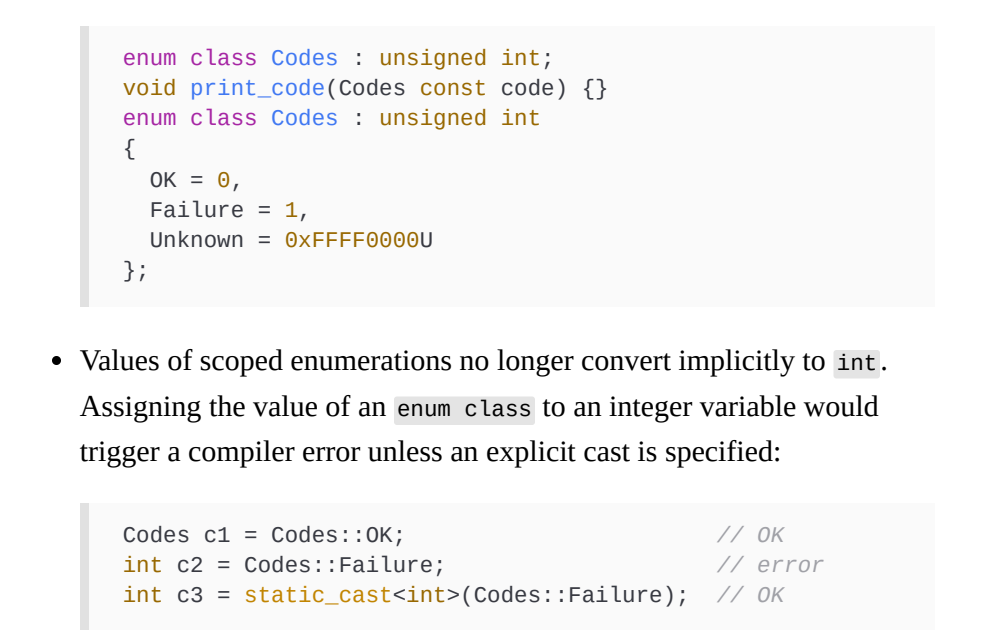 enum class Codes : unsigned int;
void print_code(Codes const code) {}
enum class Codes : unsigned int
{
  OK = 0,
  Failure = 1,
  Unknown = 0xFFFF0000U
};
• Values of scoped enumerations no longer convert implicitly to int.
Assigning the value of an enum class to an integer variable would
trigger a compiler error unless an explicit cast is specified:
Codes c1 = Codes::OK;                       // OK
int c2 = Codes::Failure;                    // error
int c3 = static_cast<int>(Codes::Failure);  // OK